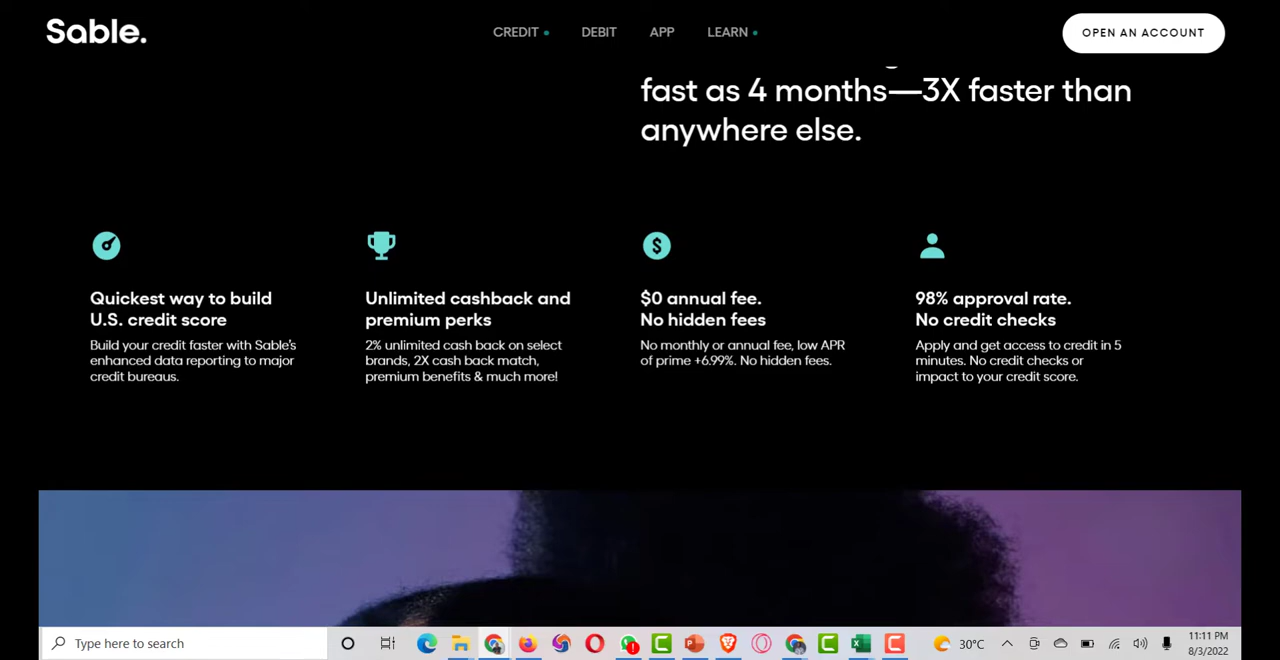 Sable.
CREDIT
DEBIT
APP
LEARN
OPEN AN ACCOUNT
fast as 4 months—3X faster than
anywhere else.
Quickest way to build
U.S. credit score
Build your credit faster with Sable's
enhanced data reporting to major
credit bureaus.
Unlimited cashback and
premium perks
2% unlimited cash back on select
brands, 2X cash back match,
premium benefits & much more!
$0 annual fee.
No hidden fees
No monthly or annual fee, low APR
of prime +6.99%. No hidden fees.
98% approval rate.
No credit checks
Apply and get access to credit in 5
minutes. No credit checks or
impact to your credit score.
Type here to search
30°C
11:11 PM
8/3/2022